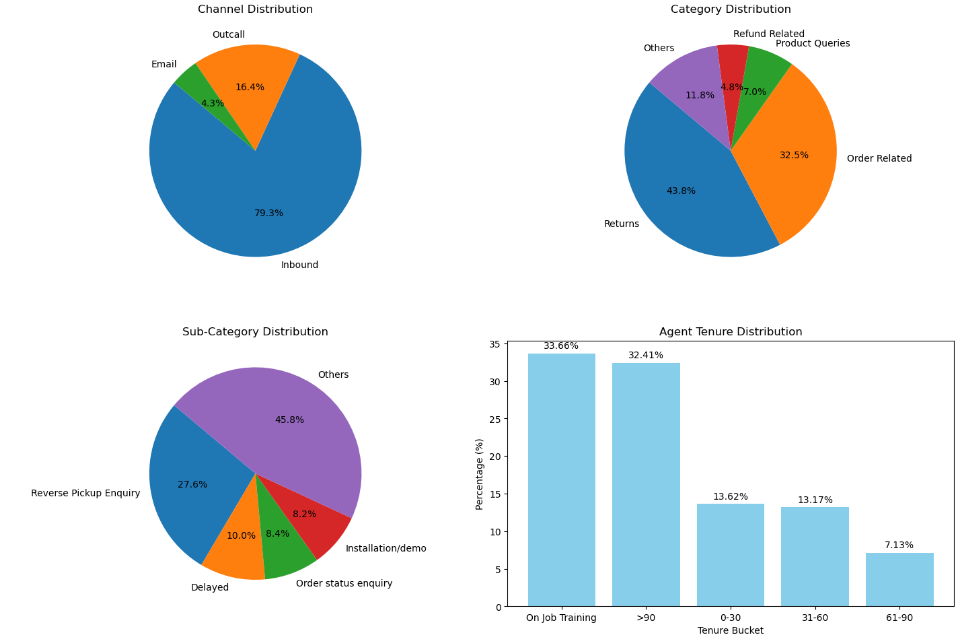 Channel Distribution
Outcall
Email
16.4%
4.3%
79.3%
Inbound
Category Distribution
Refund Related
Product Queries
Others
4.8%
7.0%
11.8%
32.5%
Order Related
43.8%
Returns
Sub-Category Distribution
Others
45.8%
27.6%
Reverse Pickup Enquiry
8.2%
10.0%
8.4%
Installation/demo
Order status enquiry
Delayed
Agent Tenure Distribution
35
30
25
20
15
10
5
0
Percentage (%)
33.66%
32.41%
13.62%
13.17%
7.13%
On Job Training
>90
0-30
31-60
61-90
Tenure Bucket